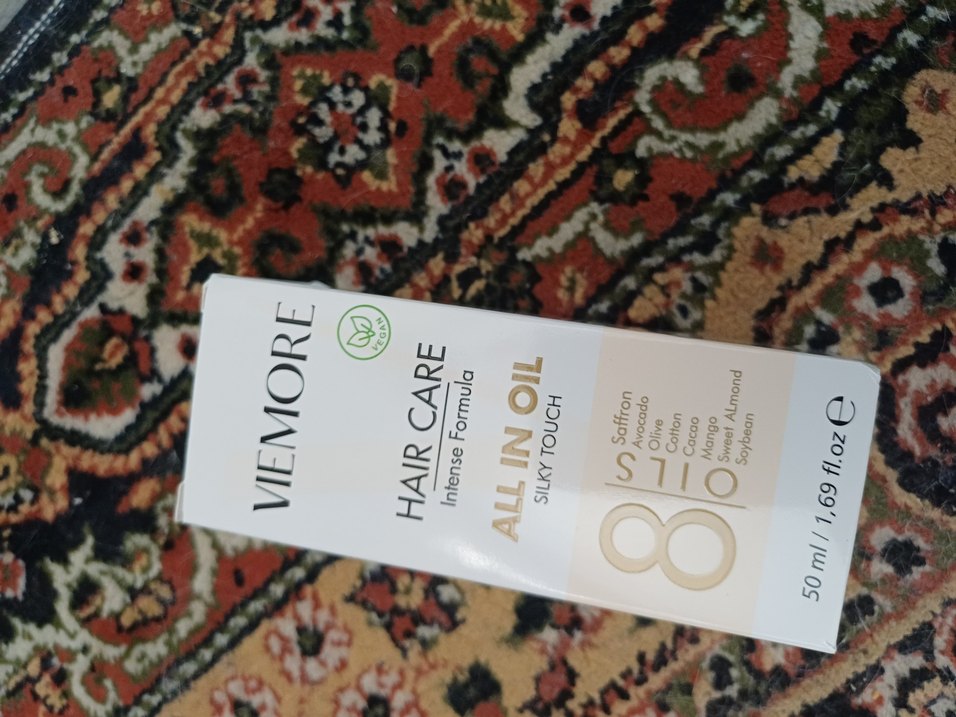 VIEMORE
VEGAN
HAIR CARE
Intense Formula
ALL IN OIL
SILKY TOUCH
8 OILS
Saffron
Avocado
Olive
Cotton
Cacao
Mango
Sweet ALmond
Soybean
50 ml / 1,69 fl.oz ℮